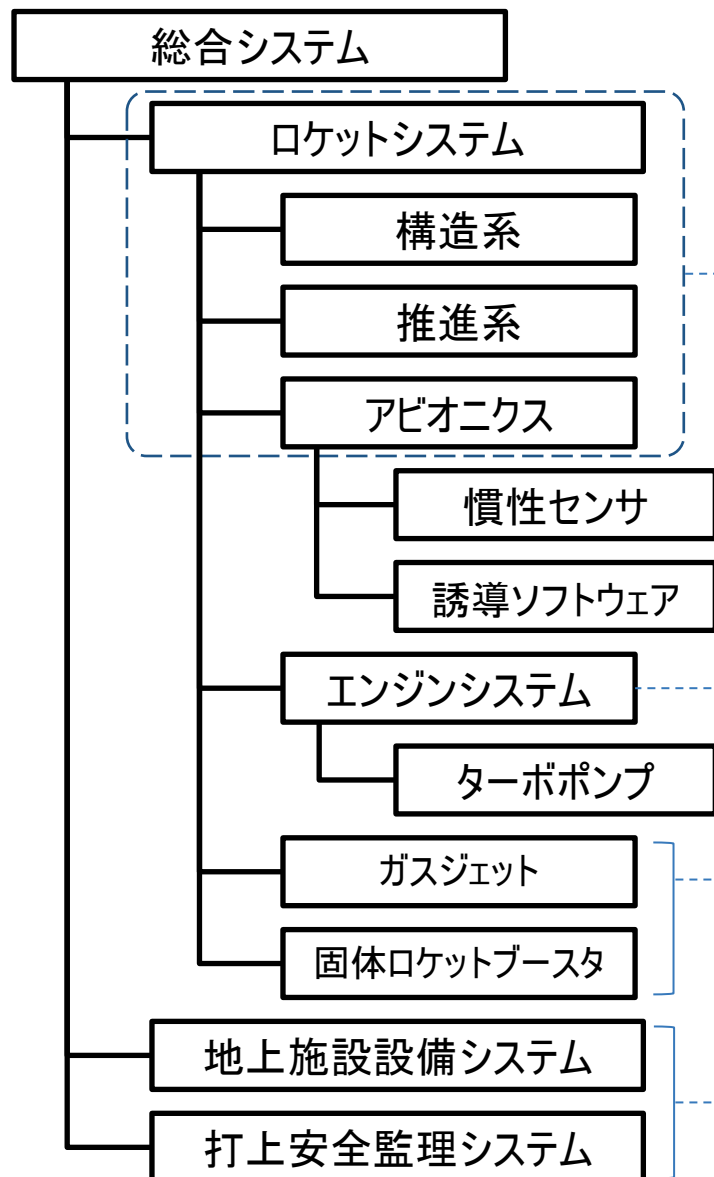 総合システム
ロケットシステム
構造系
推進系
アビオニクス
慣性センサ
誘導ソフトウェア
エンジンシステム
ターボポンプ
ガスジェット
固体ロケットブースタ
地上施設設備システム
打上安全監理システム